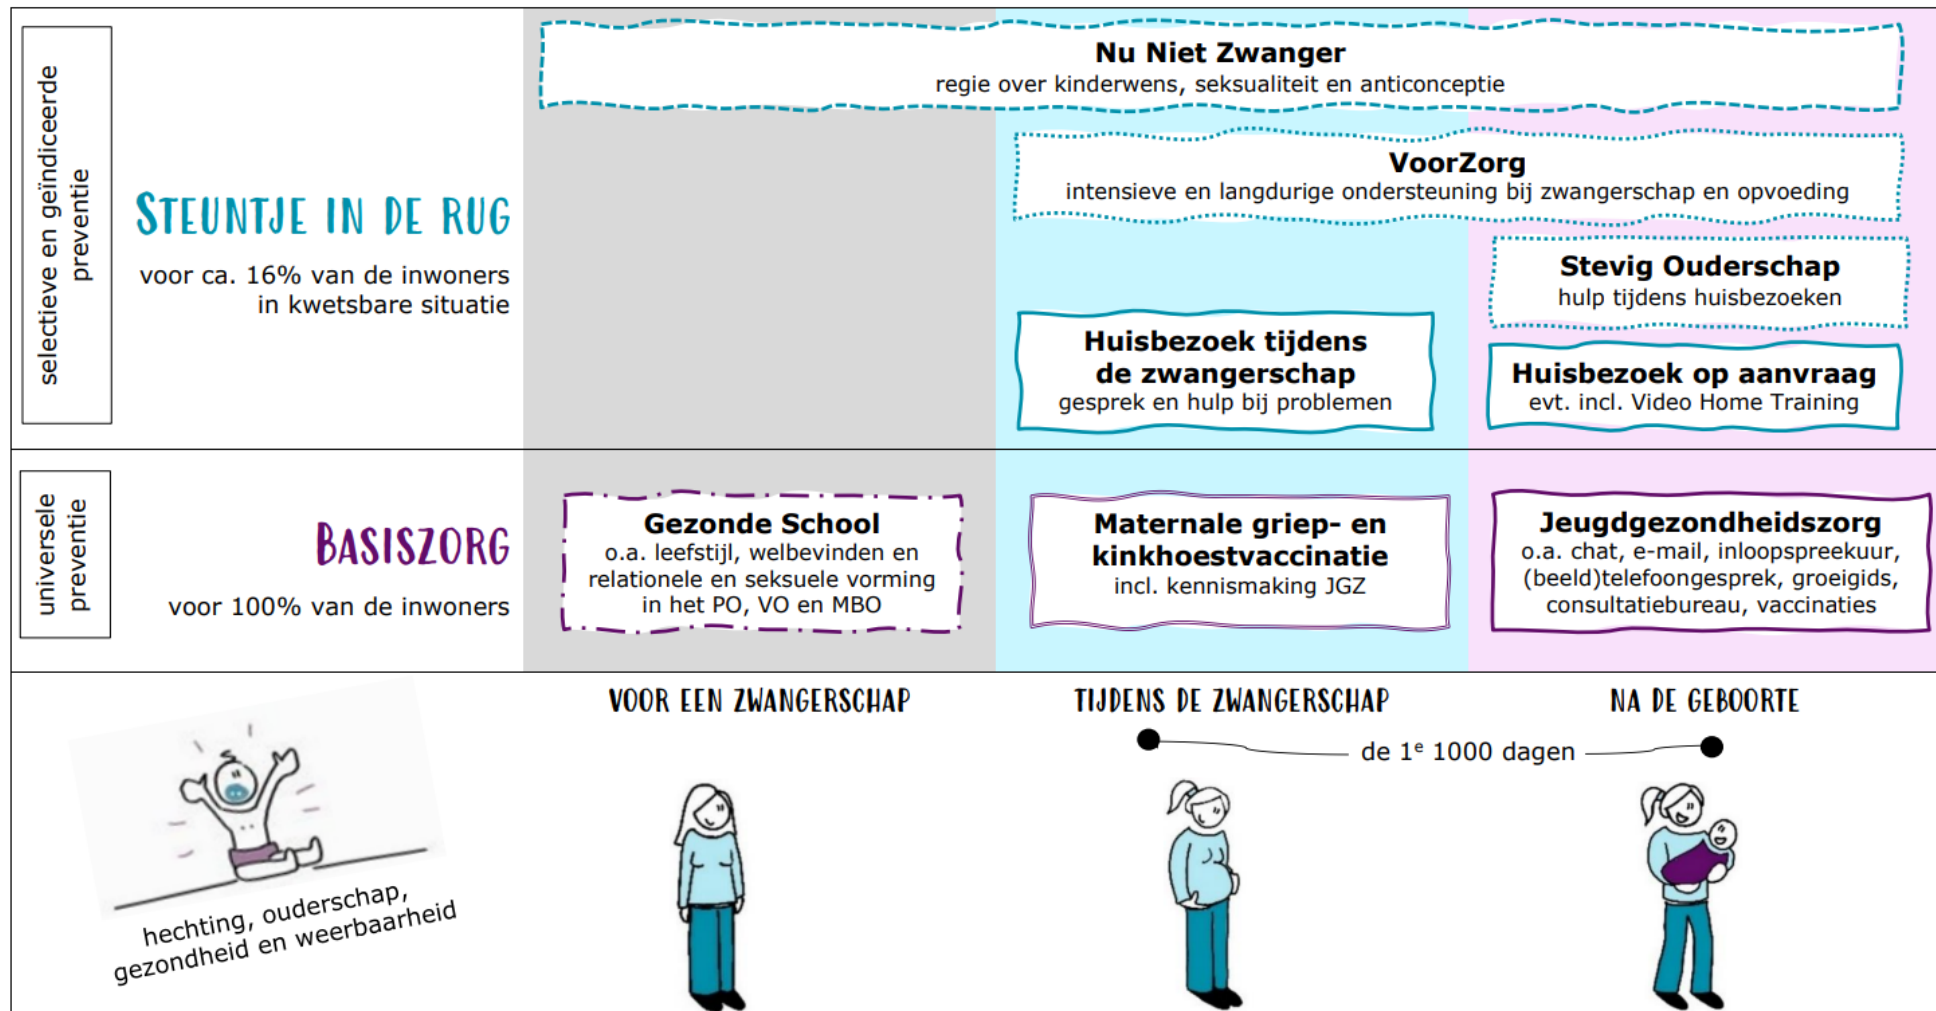 selectieve en geïndiceerde
preventie
STEUNTJE IN DE RUG
voor ca. 16% van de inwoners
in kwetsbare situatie
Nu Niet Zwanger
regie over kinderwens, seksualiteit en anticonceptie
VoorZorg
intensieve en langdurige ondersteuning bij zwangerschap en opvoeding
Stevig Ouderschap
hulp tijdens huisbezoeken
Huisbezoek tijdens
de zwangerschap
gesprek en hulp bij problemen
Huisbezoek op aanvraag
evt. incl. Video Home Training
universele
preventie
BASISZORG
voor 100% van de inwoners
Gezonde School
o.a. leefstijl, welbevinden en
relationele en seksuele vorming
in het PO, VO en MBO
Maternale griep- en
kinkhoestvaccinatie
incl. kennismaking JGZ
Jeugdgezondheidszorg
o.a. chat, e-mail, inloopspreekuur,
(beeld)telefoongesprek, groeigids,
consultatiebureau, vaccinaties
VOOR EEN ZWANGERSCHAP
TIJDENS DE ZWANGERSCHAP
NA DE GEBOORTE
de 1e 1000 dagen
hechting, ouderschap,
gezondheid en weerbaarheid